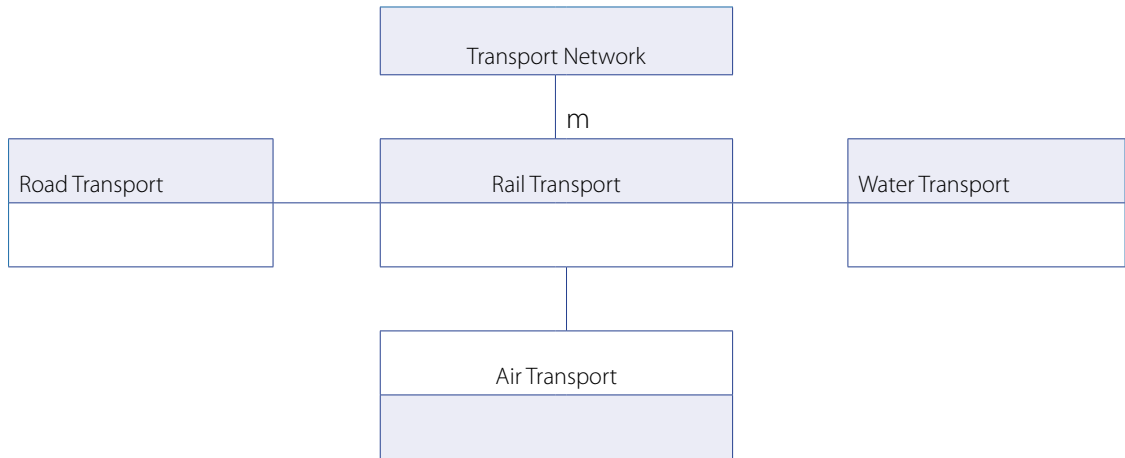 Transport Network
m
Road Transport
Rail Transport
Water Transport
Air Transport